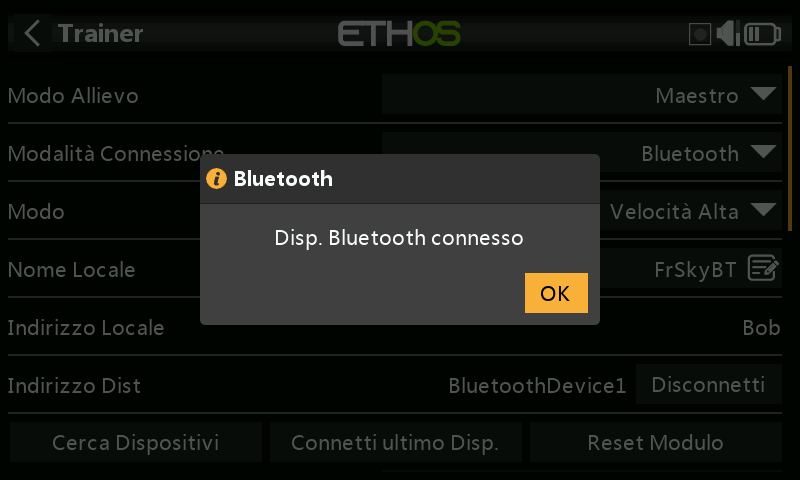 Trainer
ETHOS
Modo Allievo
Maestro
Modalità Connessione
Bluetooth
Modo
Velocità Alta
Nome Locale
FrSkyBT
Indirizzo Locale
Bob
Indirizzo Dist
BluetoothDevice1
Disconnetti
Cerca Dispositivi
Connetti ultimo Disp.
Reset Modulo
Bluetooth
Disp. Bluetooth connesso
OK